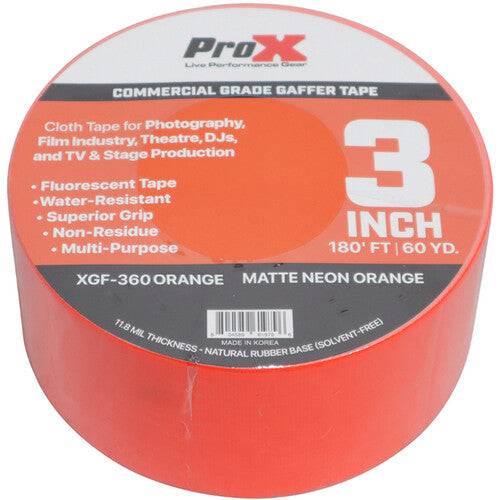 ProX
Live Performance Gear
COMMERCIAL GRADE GAFFER TAPE
Cloth Tape for Photography,
Film Industry, Theatre, DJs,
and TV & Stage Production
• Fluorescent Tape
• Water-Resistant
• Superior Grip
• Non-Residue
• Multi-Purpose
3
INCH
180' FT | 60 YD.
XGF-360 ORANGE MATTE NEON ORANGE
MADE IN KOREA
11.8 MIL THICKNESS - NATURAL RUBBER BASE (SOLVENT-FREE)